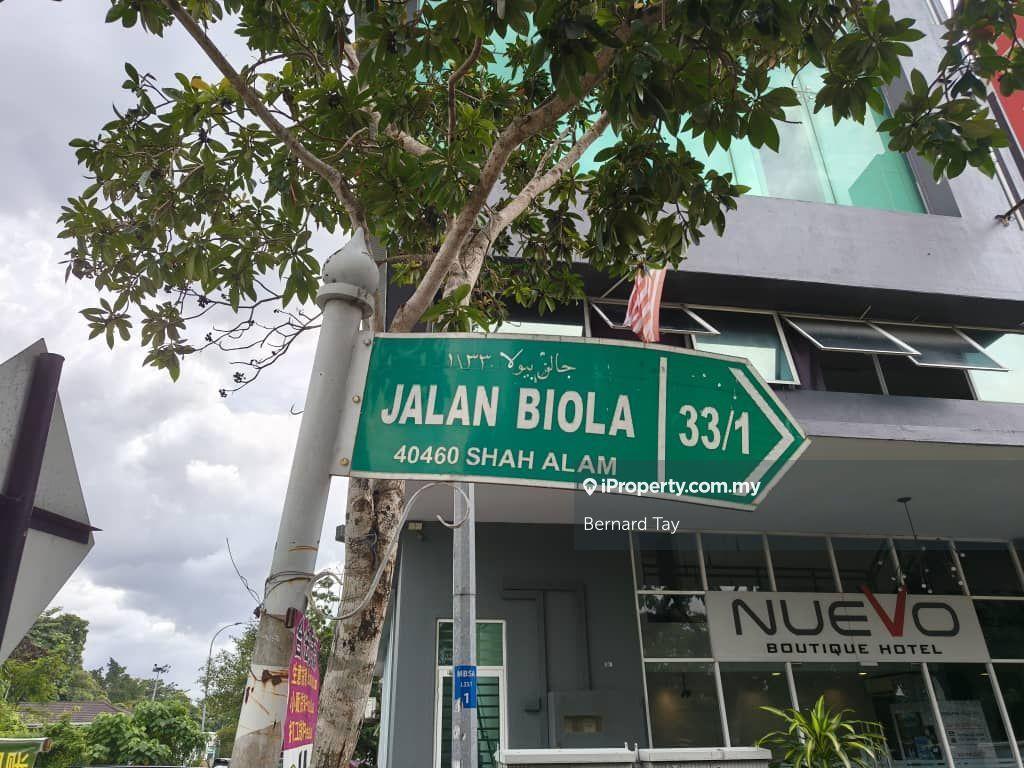 جالن بيولا ١\٣٣
JALAN BIOLA
33/1
40460 SHAH ALAM
iProperty.com.my
Bernard Tay
NUEVO
BOUTIQUE HOTEL
MBSA
1